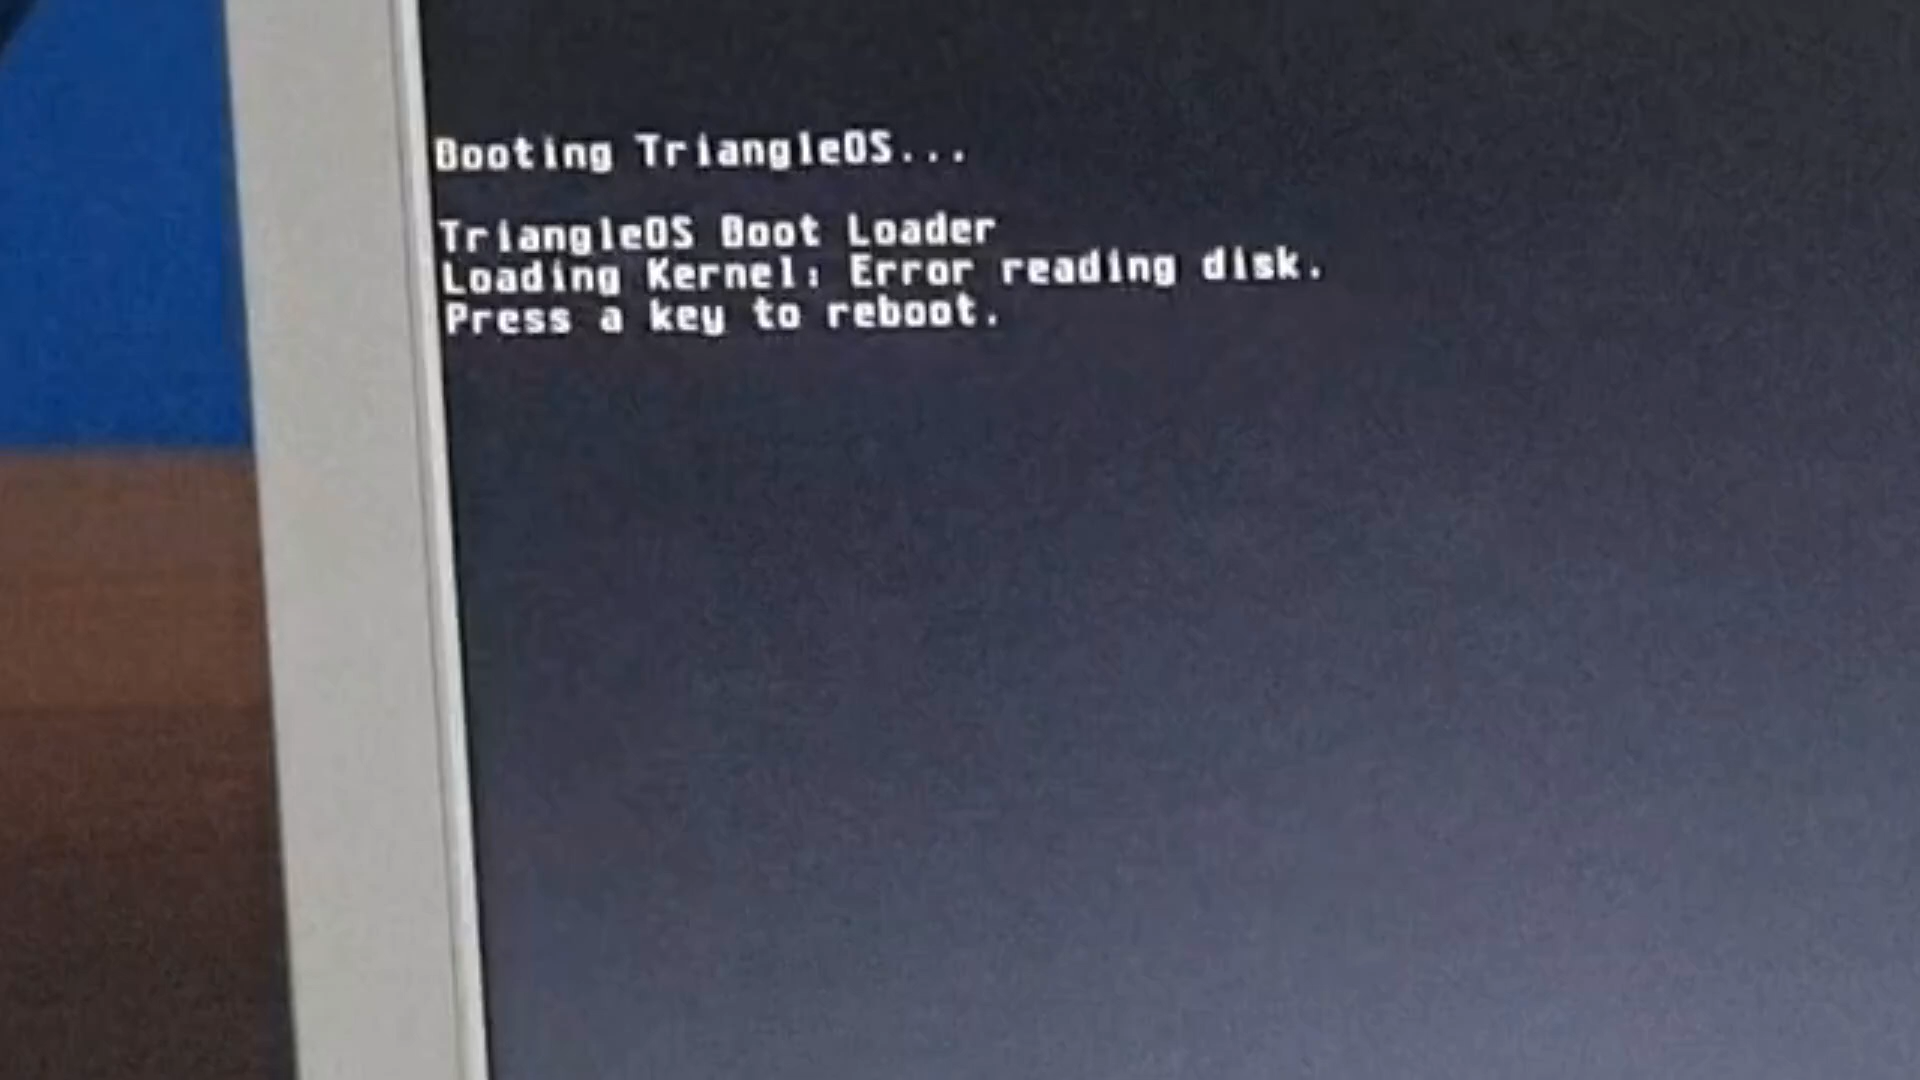 Booting TriangleOS...
TriangleOS Boot Loader
Loading Kernel: Error reading disk.
Press a key to reboot.